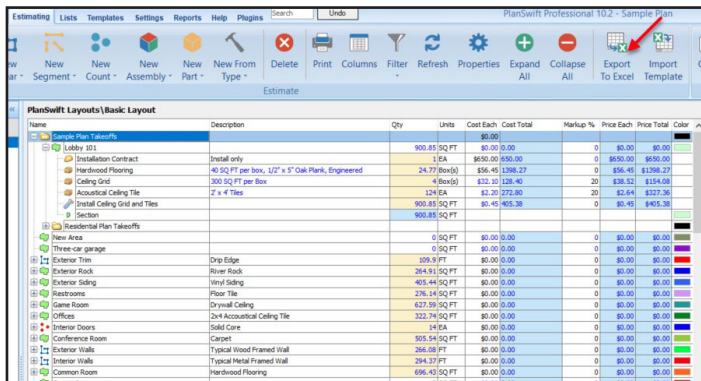 PlanSwift Professional 10.2 - Sample Plan
Estimating Lists Templates Settings Reports Help Plugins Search Undo
New Segment New Count New Assembly New Part New From Type Delete Print Columns Filter Refresh Properties Expand All Collapse All Export To Excel Import Template
Estimate
PlanSwift Layouts\Basic Layout
Name Description Qty Units Cost Each Cost Total Markup % Price Each Price Total Color
Sample Plan Takeoffs $0.00
Lobby 101 900.85 SQ FT $0.00 0.00 0 $0.00 $0.00
Installation Contract Install only 1 EA $650.00 650.00 0 $650.00 $650.00
Hardwood Flooring 40 SQ FT per box, 1/2" x 5" Oak Plank, Engineered 24.77 Box(s) $56.45 1398.27 0 $56.45 $1398.27
Ceiling Grid 300 SQ FT per Box 4 Box(s) $32.10 128.40 20 $38.52 $154.08
Acoustical Ceiling Tile 2' x 4' Tiles 124 EA $2.20 272.80 20 $2.64 $327.36
Install Ceiling Grid and Tiles 900.85 SQ FT $0.45 405.38 0 $0.45 $405.38
Section 900.85 SQ FT
Residential Plan Takeoffs
New Area 0 SQ FT $0.00 0.00 0 $0.00 $0.00
Three-car garage 0 SQ FT $0.00 0.00 0 $0.00 $0.00
Exterior Trim Drip Edge 109.9 FT $0.00 0.00 0 $0.00 $0.00
Exterior Rock River Rock 264.91 SQ FT $0.00 0.00 0 $0.00 $0.00
Exterior Siding Vinyl Siding 405.44 SQ FT $0.00 0.00 0 $0.00 $0.00
Restrooms Floor Tile 276.14 SQ FT $0.00 0.00 0 $0.00 $0.00
Game Room Drywall Ceiling 627.59 SQ FT $0.00 0.00 0 $0.00 $0.00
Offices 2x4 Accoustical Ceiling Tile 322.74 SQ FT $0.00 0.00 0 $0.00 $0.00
Interior Doors Solid Core 14 EA $0.00 0.00 0 $0.00 $0.00
Conference Room Carpet 505.54 SQ FT $0.00 0.00 0 $0.00 $0.00
Exterior Walls Typical Wood Framed Wall 266.08 FT $0.00 0.00 0 $0.00 $0.00
Interior Walls Typical Metal Framed Wall 294.37 FT $0.00 0.00 0 $0.00 $0.00
Common Room Hardwood Flooring 696.43 SQ FT $0.00 0.00 0 $0.00 $0.00